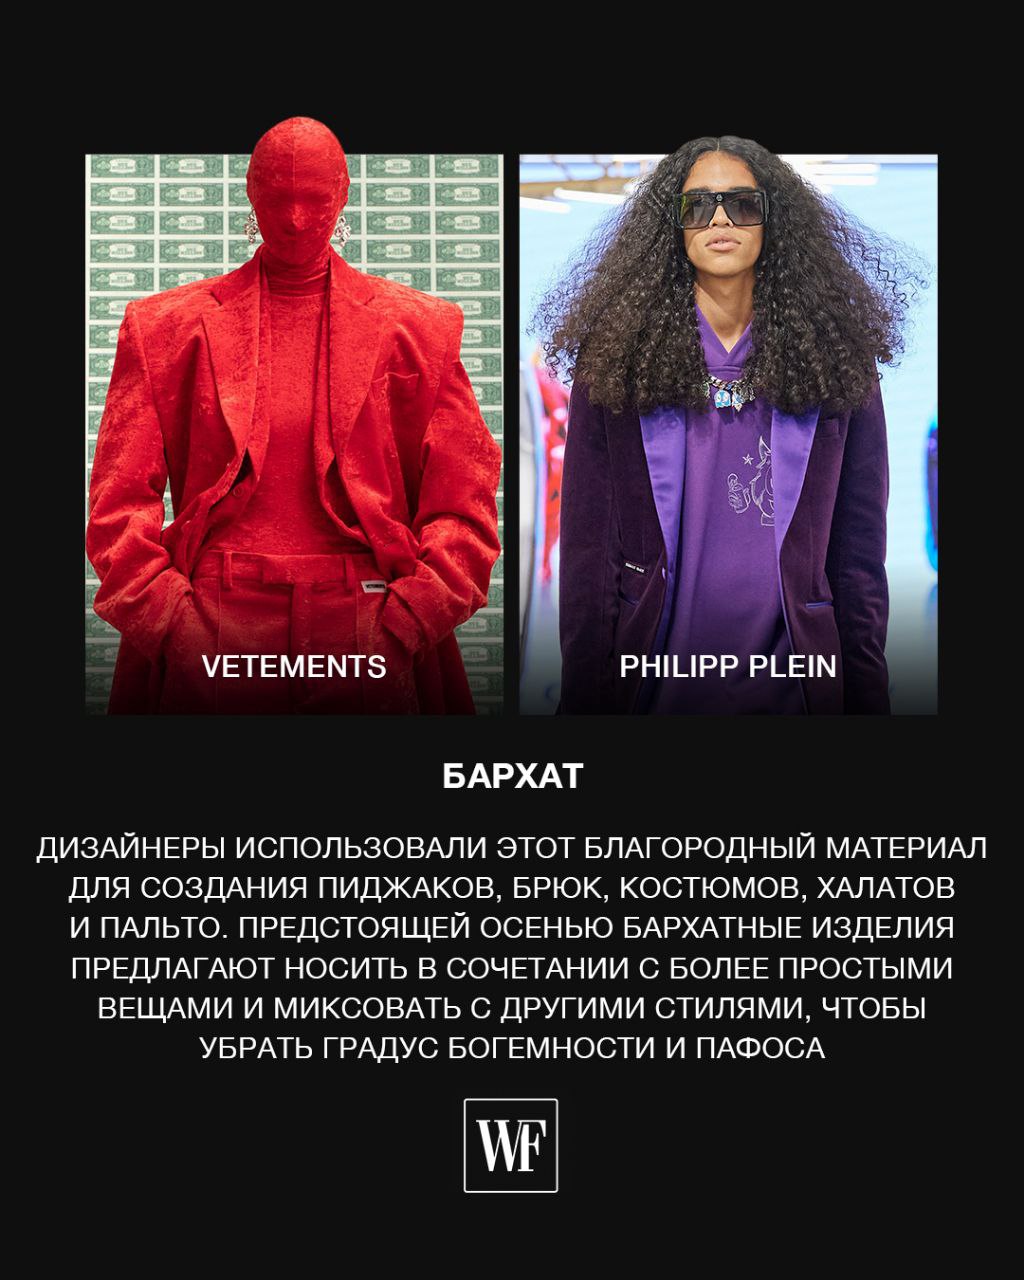 VETEMENTS
VETEMENTS
PHILIPP PLEIN
БАРХАТ
ДИЗАЙНЕРЫ ИСПОЛЬЗОВАЛИ ЭТОТ БЛАГОРОДНЫЙ МАТЕРИАЛ
ДЛЯ СОЗДАНИЯ ПИДЖАКОВ, БРЮК, КОСТЮМОВ, ХАЛАТОВ
И ПАЛЬТО. ПРЕДСТОЯЩЕЙ ОСЕНЬЮ БАРХАТНЫЕ ИЗДЕЛИЯ
ПРЕДЛАГАЮТ НОСИТЬ В СОЧЕТАНИИ С БОЛЕЕ ПРОСТЫМИ
ВЕЩАМИ И МИКСОВАТЬ С ДРУГИМИ СТИЛЯМИ, ЧТОБЫ
УБРАТЬ ГРАДУС БОГЕМНОСТИ И ПАФОСА
WF